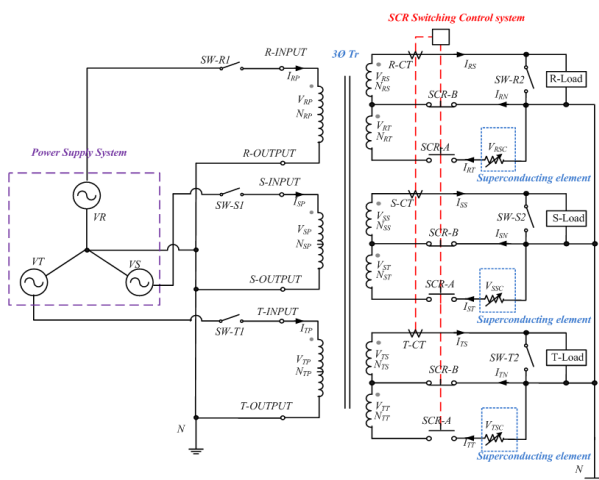 SCR Switching Control system
SW-R1
R-INPUT
I_RP
3Ø Tr
R-CT
I_RS
V_RS
N_RS
SW-R2
R-Load
V_RP
N_RP
SCR-B
I_RN
V_RT
N_RT
SCR-A
I_RT
V_RSC
R-OUTPUT
Superconducting element
Power Supply System
VR
VT
VS
SW-S1
S-INPUT
I_SP
S-CT
I_SS
V_SS
N_SS
SW-S2
S-Load
V_SP
N_SP
SCR-B
I_SN
V_ST
N_ST
SCR-A
I_ST
V_SSC
S-OUTPUT
Superconducting element
SW-T1
T-INPUT
I_TP
T-CT
I_TS
V_TS
N_TS
SW-T2
T-Load
V_TP
N_TP
SCR-B
I_TN
V_TT
N_TT
SCR-A
I_TT
V_TSC
T-OUTPUT
Superconducting element
N
N